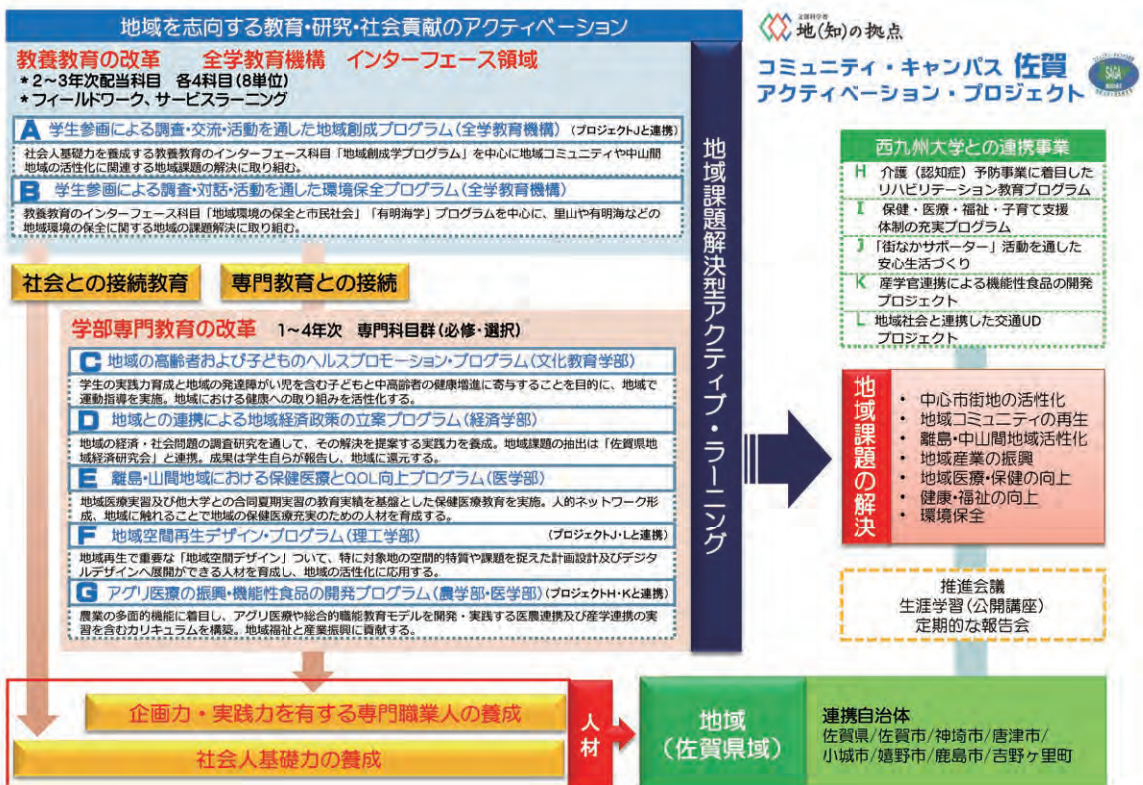 地域を志向する教育・研究・社会貢献のアクティベーション
教養教育の改革 全学教育機構 インターフェース領域
*2~3年次配当科目 各4科目(8単位)
*フィールドワーク、サービスラーニング
A 学生参画による調査・交流・活動を通した地域創成プログラム(全学教育機構) (プロジェクトJと連携)
社会人基礎力を養成する教養教育のインターフェース科目「地域創成学プログラム」を中心に地域コミュニティや中山間
地域の活性化に関連する地域課題の解決に取り組む。
B 学生参画による調査・対話・活動を通した環境保全プログラム(全学教育機構)
教養教育のインターフェース科目「地域環境の保全と市民社会」「有明海学」プログラムを中心に、里山や有明海などの
地域環境の保全に関する地域の課題解決に取り組む。
社会との接続教育
専門教育との接続
学部専門教育の改革 1~4年次 専門科目群(必修・選択)
C 地域の高齢者および子どものヘルスプロモーション・プログラム(文化教育学部)
学生の実践力育成と地域の発達障がい児を含む子どもと中高齢者の健康増進に寄与することを目的に、地域で
運動指導を実施。地域における健康への取り組みを活性化する。
D 地域との連携による地域経済政策の立案プログラム(経済学部)
地域の経済・社会問題の調査研究を通して、その解決を提案する実践力を養成。地域課題の抽出は「佐賀県地
域経済研究会」と連携。成果は学生自らが報告し、地域に還元する。
E 離島・山間地域における保健医療とQOL向上プログラム(医学部)
地域医療実習及び他大学との合同夏期実習の教育実績を基盤とした保健医療教育を実施。人的ネットワーク形
成、地域に触れることで地域の保健医療充実のための人材を育成する。
F 地域空間再生デザイン・プログラム(理工学部) (プロジェクトJ・Lと連携)
地域再生で重要な「地域空間デザイン」ついて、特に対象地の空間的特質や課題を捉えた計画設計及びデジタ
ルデザインへ展開ができる人材を育成し、地域の活性化に応用する。
G アグリ医療の振興・機能性食品の開発プログラム(農学部・医学部) (プロジェクトH・Kと連携)
農業の多面的機能に着目し、アグリ医療や総合的職能教育モデルを開発・実践する医農連携及び産学連携の実
習を含むカリキュラムを構築。地域福祉と産業振興に貢献する。
地域課題解決型アクティブ・ラーニング
文部科学省
地(知)の拠点
コミュニティ・キャンパス 佐賀
アクティベーション・プロジェクト
SAGA
西九州大学との連携事業
H 介護(認知症)予防事業に着目した
リハビリテーション教育プログラム
I 保健・医療・福祉・子育て支援
体制の充実プログラム
J 「街なかサポーター」活動を通した
安心生活づくり
K 産学官連携による機能性食品の開発
プロジェクト
L 地域社会と連携した交通UD
プロジェクト
地域課題の解決
• 中心市街地の活性化
• 地域コミュニティの再生
• 離島・中山間地域活性化
• 地域産業の振興
• 地域医療・保健の向上
• 健康・福祉の向上
• 環境保全
推進会議
生涯学習(公開講座)
定期的な報告会
企画力・実践力を有する専門職業人の養成
社会人基礎力の養成
人材
地域
(佐賀県域)
連携自治体
佐賀県/佐賀市/神埼市/唐津市/
小城市/嬉野市/鹿島市/吉野ヶ里町